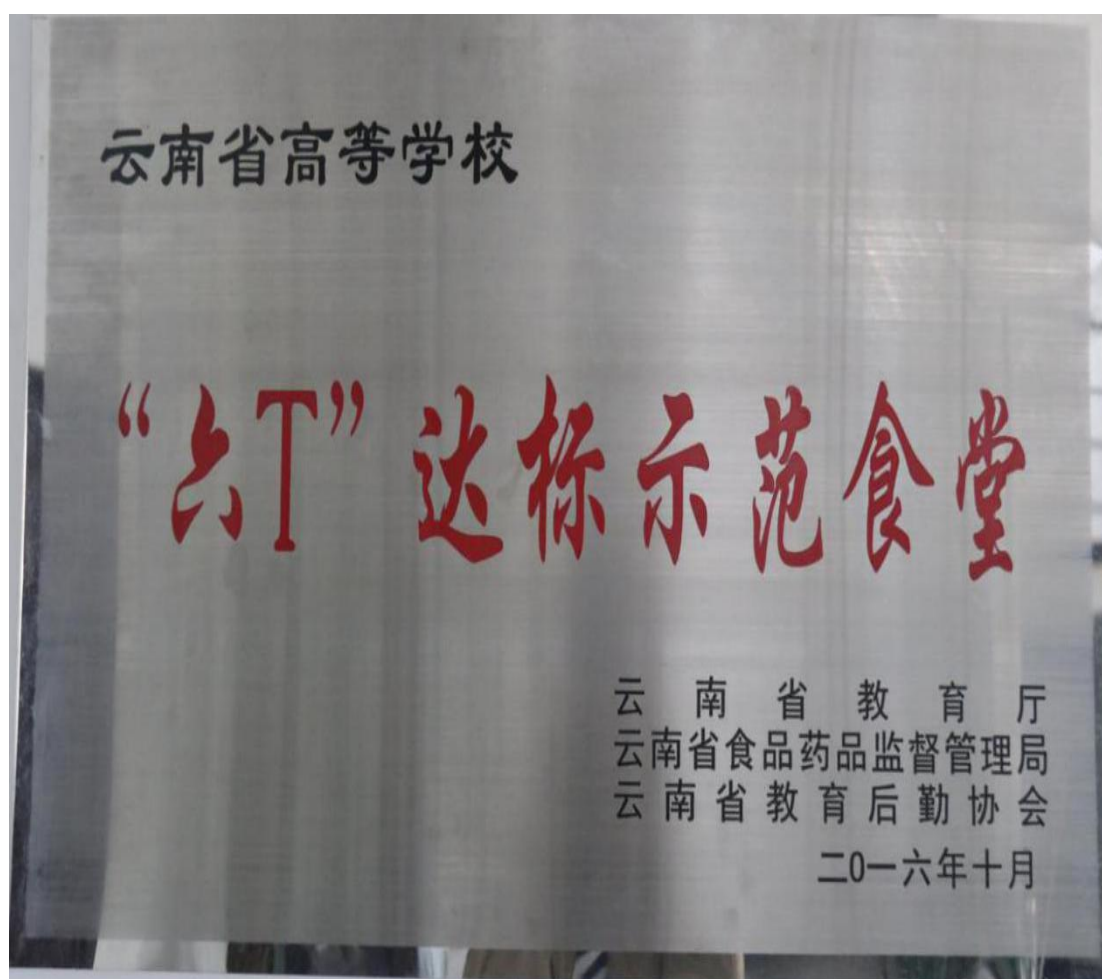 云南省高等学校
“六T”达标示范食堂
云南省教育厅
云南省食品药品监督管理局
云南省教育后勤协会
二0一六年十月